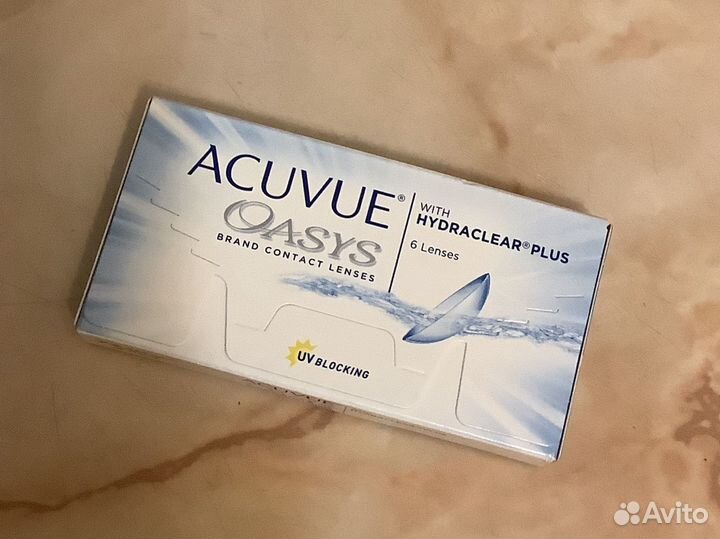 ACUVUE®
OASYS
BRAND CONTACT LENSES
WITH
HYDRACLEAR® PLUS
6 Lenses
UV BLOCKING
Avito